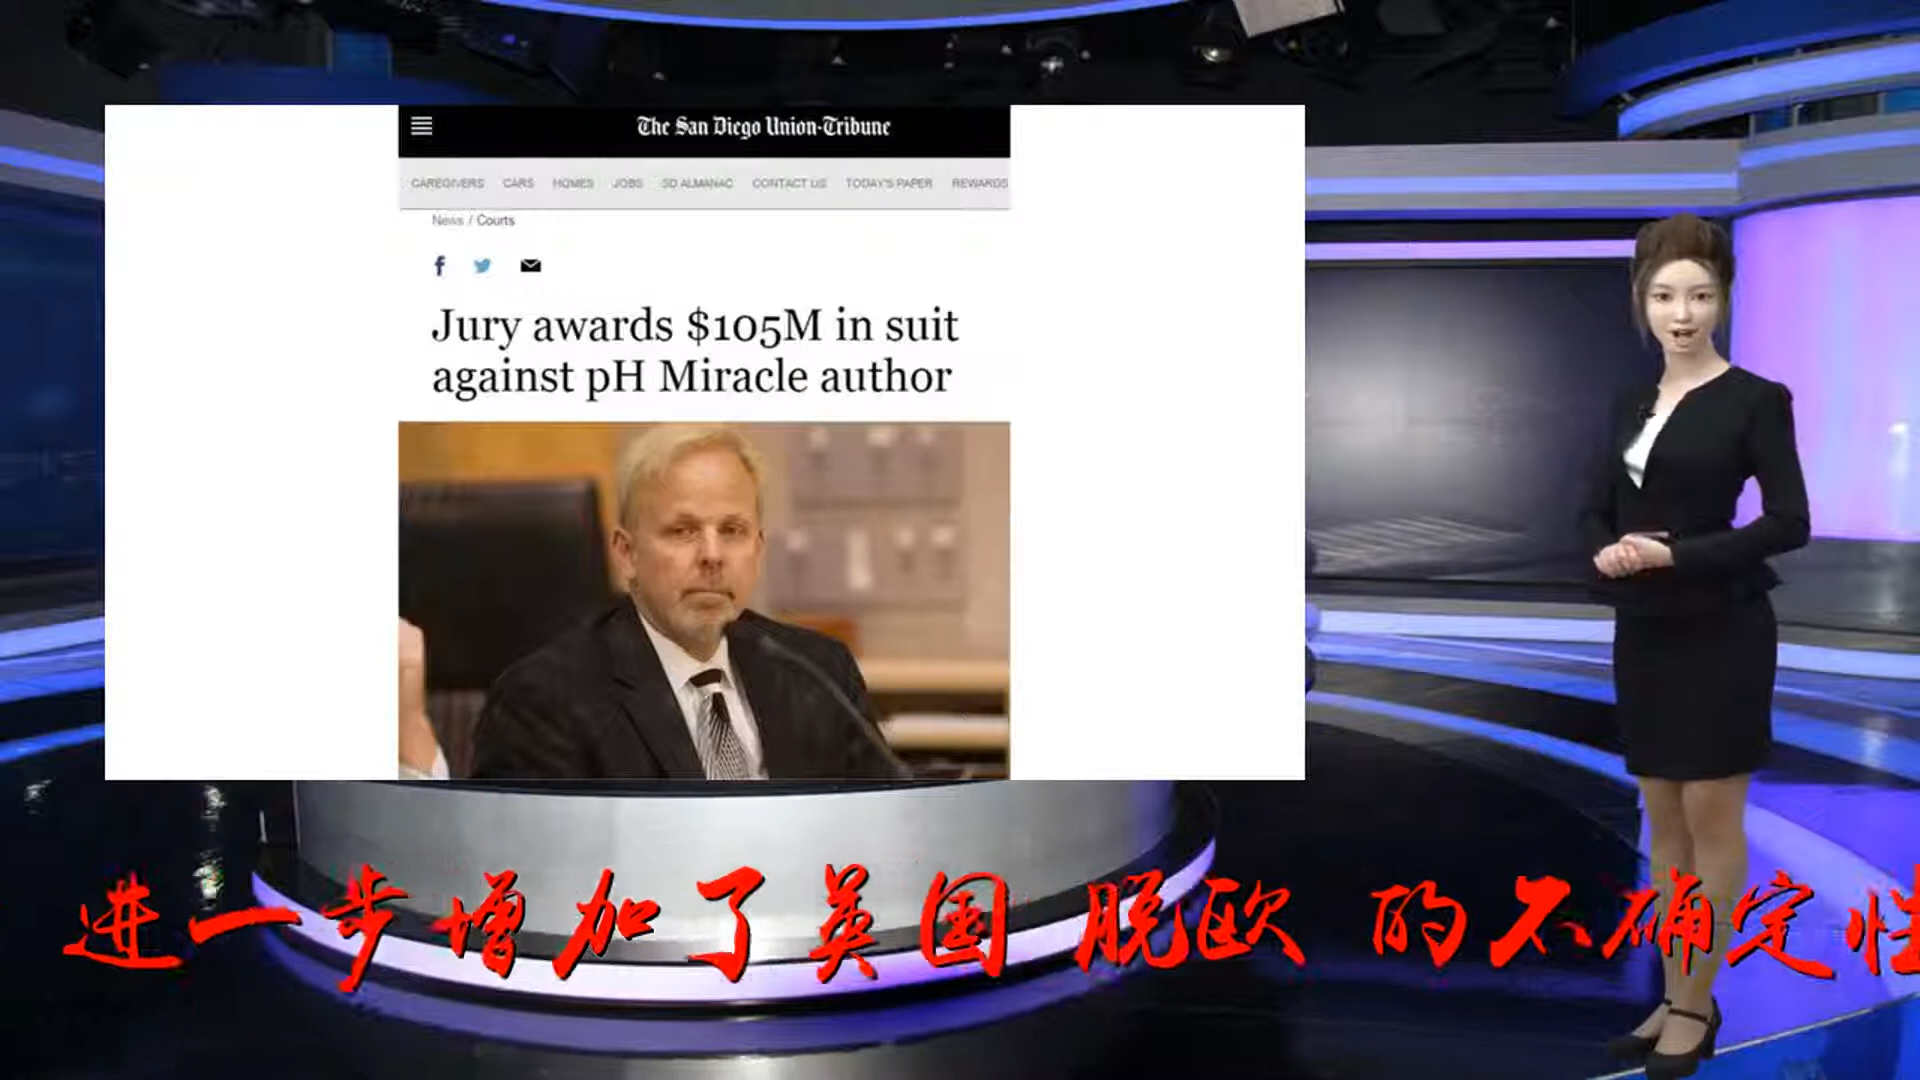 The San Diego Union-Tribune
CAREGIVERS CARS HOMES JOBS SD ALMANAC CONTACT US TODAY'S PAPER REWARDS
News / Courts
Jury awards $105M in suit
against pH Miracle author
进一步增加了英国 脱欧 的不确定性